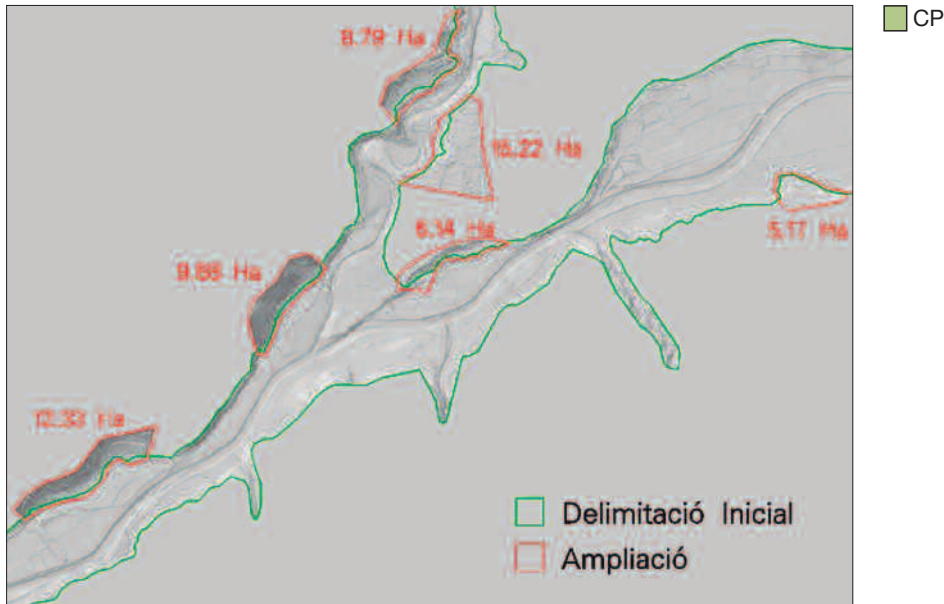 CP
8.79 Ha
15.22 Ha
6.14 Ha
5.17 Ha
9.86 Ha
12.33 Ha
Delimitació Inicial
Ampliació